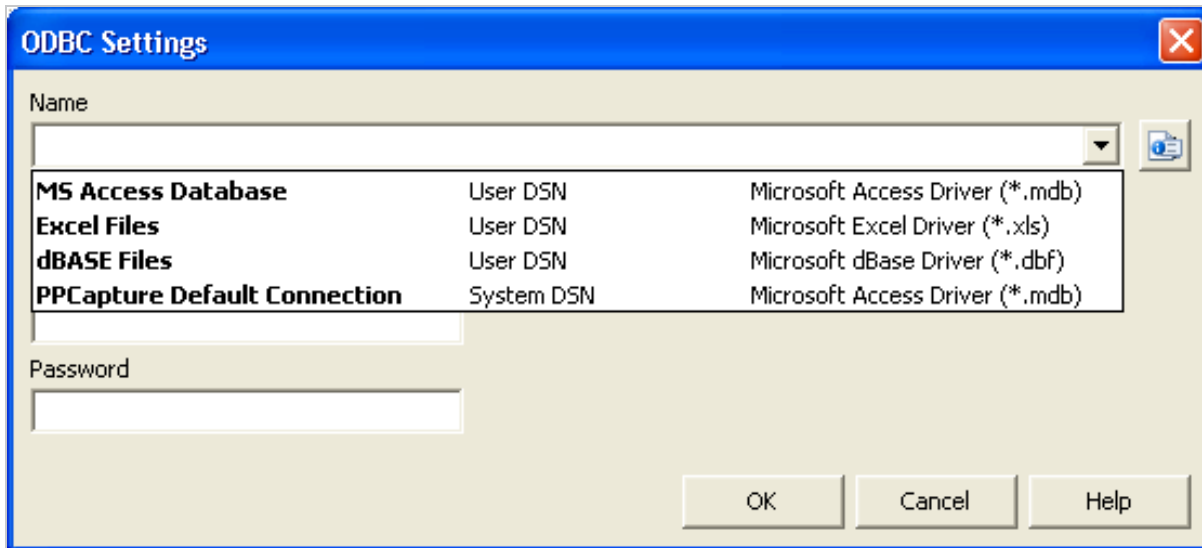 ODBC Settings
Name
MS Access Database User DSN Microsoft Access Driver (*.mdb)
Excel Files User DSN Microsoft Excel Driver (*.xls)
dBASE Files User DSN Microsoft dBase Driver (*.dbf)
PPCapture Default Connection System DSN Microsoft Access Driver (*.mdb)
Password
OK Cancel Help